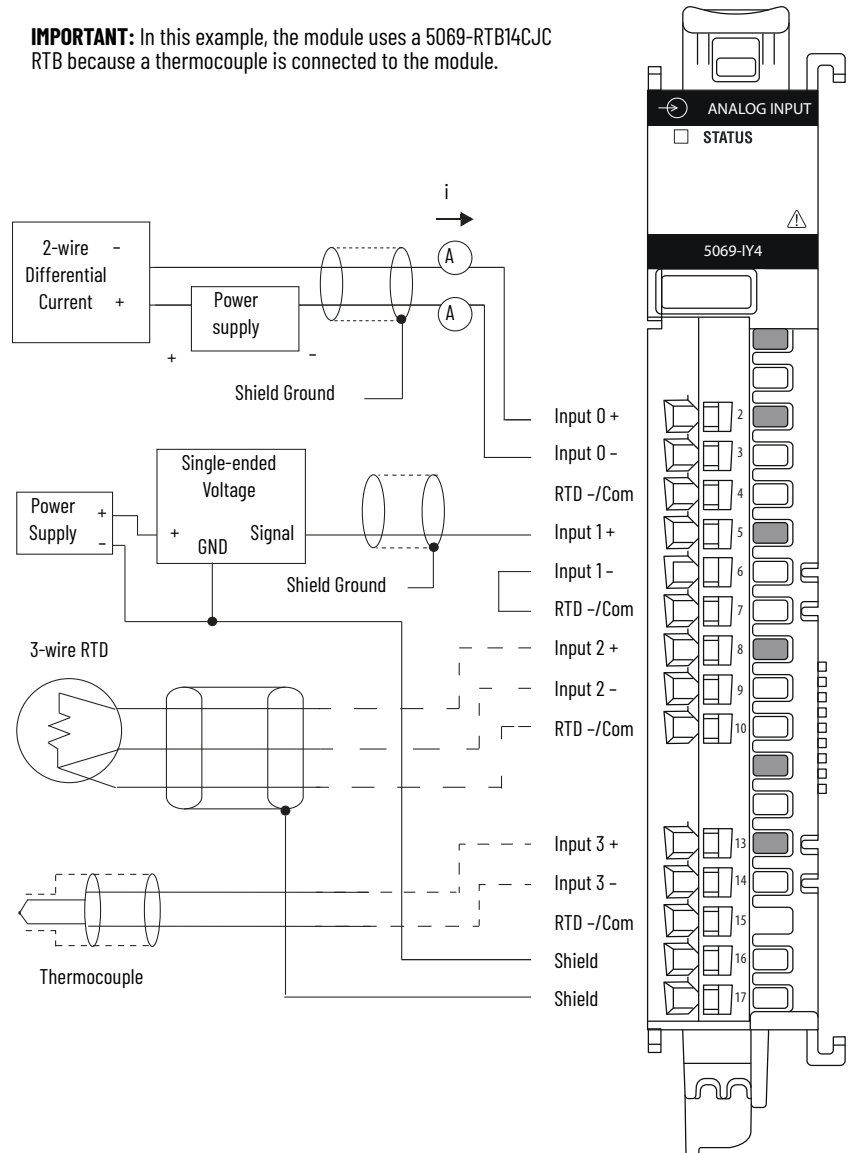 IMPORTANT: In this example, the module uses a 5069-RTB14CJC
RTB because a thermocouple is connected to the module.
ANALOG INPUT
STATUS
5069-IY4
i
2-wire –
Differential
Current +
A
A
Power
supply
+ –
Shield Ground
Input 0 + 2
Input 0 – 3
RTD –/Com 4
Power
Supply
+
–
Single-ended
Voltage
+ GND Signal
Shield Ground
Input 1 + 5
Input 1 – 6
RTD –/Com 7
3-wire RTD
Input 2 + 8
Input 2 – 9
RTD –/Com 10
Input 3 + 13
Input 3 – 14
RTD –/Com 15
Shield 16
Shield 17
Thermocouple